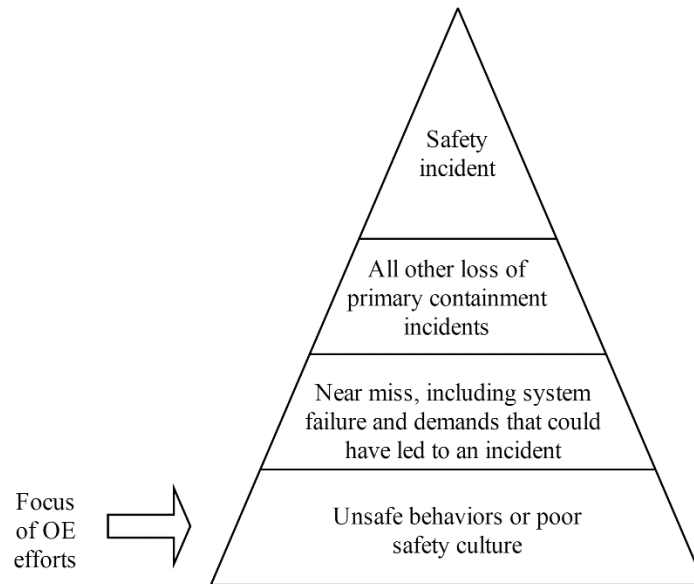 Safety
incident
All other loss of
primary containment
incidents
Near miss, including system
failure and demands that could
have led to an incident
Focus
of OE
efforts
Unsafe behaviors or poor
safety culture